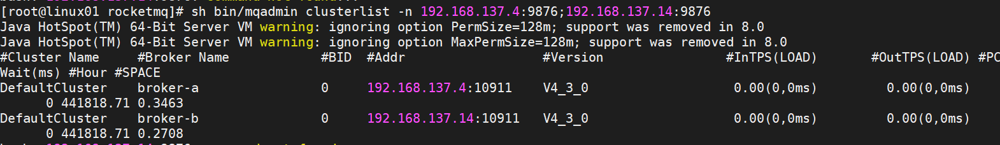 [root@linux01 rocketmq]# sh bin/mqadmin clusterlist -n 192.168.137.4:9876;192.168.137.14:9876
Java HotSpot(TM) 64-Bit Server VM warning: ignoring option PermSize=128m; support was removed in 8.0
Java HotSpot(TM) 64-Bit Server VM warning: ignoring option MaxPermSize=128m; support was removed in 8.0
#Cluster Name     #Broker Name            #BID  #Addr                  #Version                #InTPS(LOAD)       #OutTPS(LOAD) #PC
Wait(ms) #Hour #SPACE
DefaultCluster    broker-a                0     192.168.137.4:10911    V4_3_0                   0.00(0,0ms)         0.00(0,0ms)
      0 441818.71 0.3463
DefaultCluster    broker-b                0     192.168.137.14:10911   V4_3_0                   0.00(0,0ms)         0.00(0,0ms)
      0 441818.71 0.2708